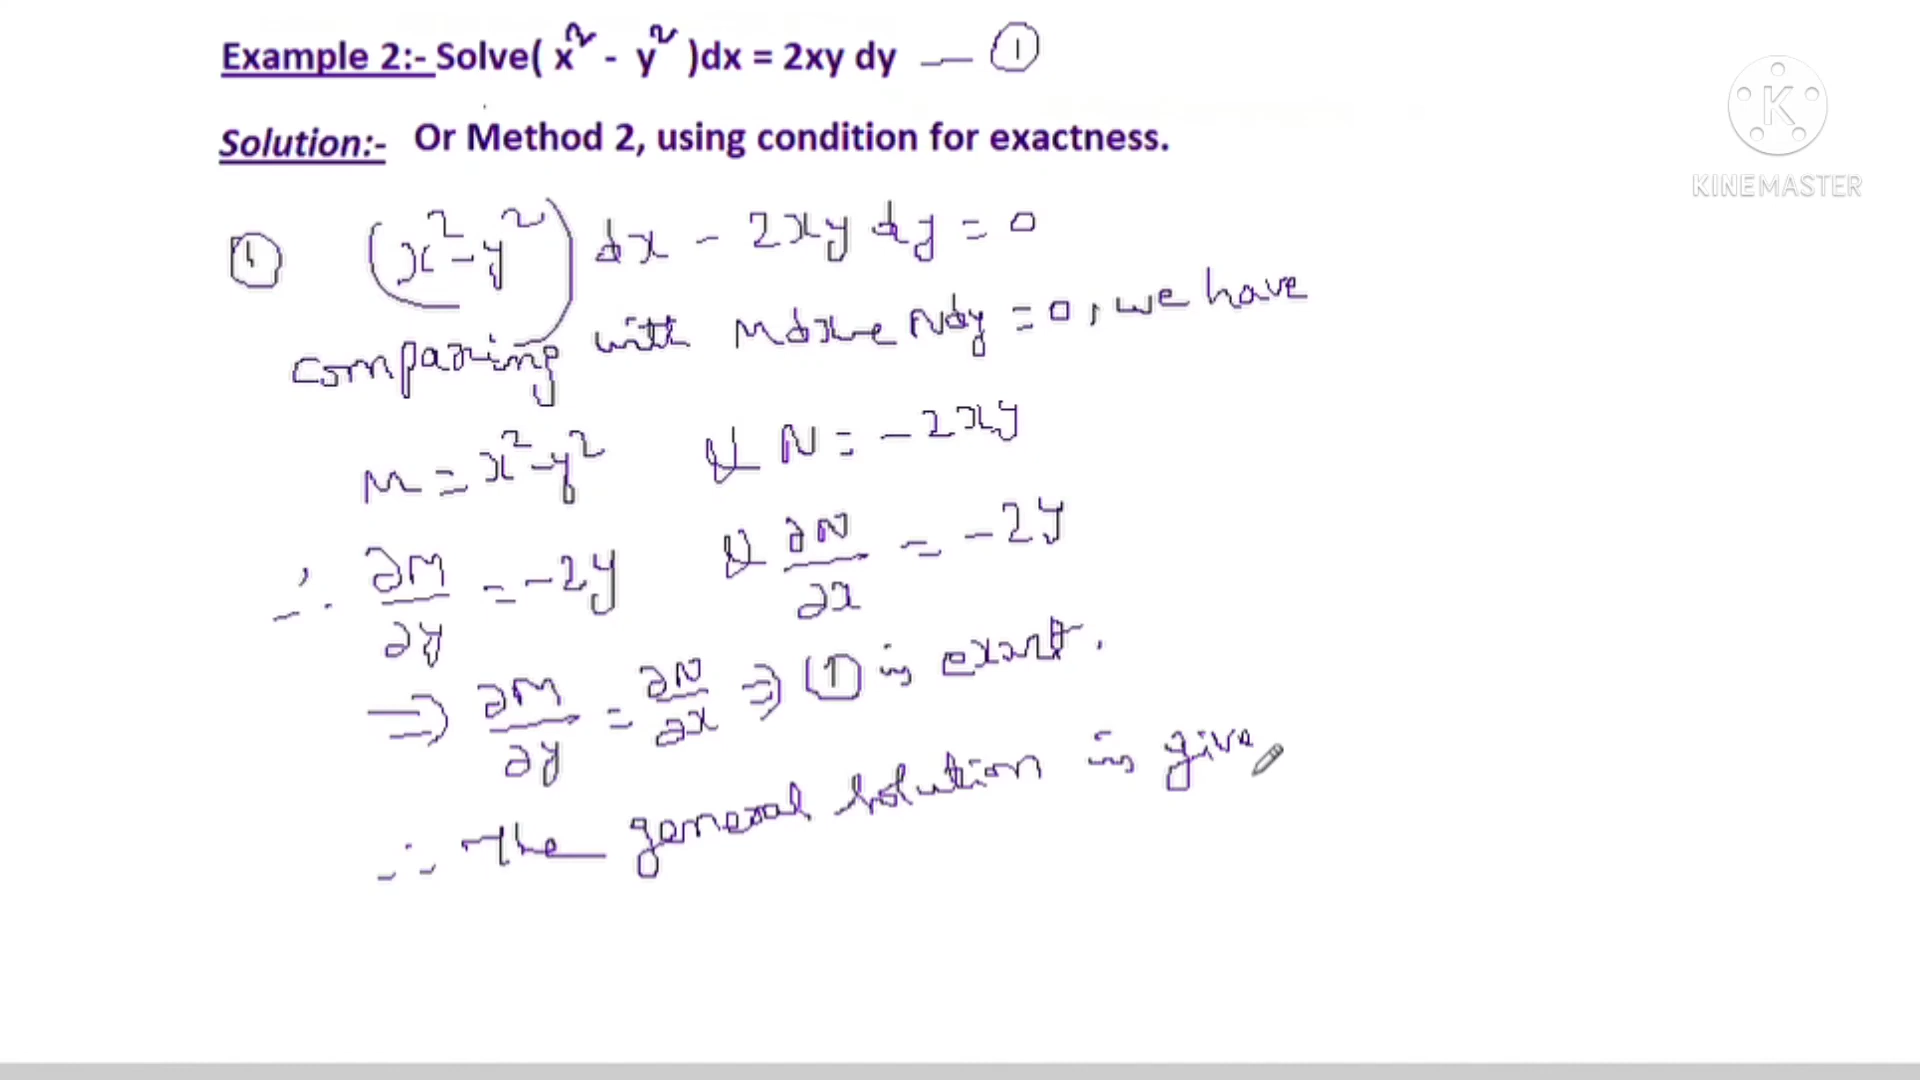 Example 2:- Solve( x² - y² )dx = 2xy dy — ①
Solution:- Or Method 2, using condition for exactness.
① (x²-y²) dx - 2xy dy = 0
comparing with Mdx+Ndy = 0, we have
M = x²-y² & N = -2xy
∴ ∂M/∂y = -2y & ∂N/∂x = -2y
⇒ ∂M/∂y = ∂N/∂x ⇒ ① is exact.
∴ The general solution is give
K
KINEMASTER